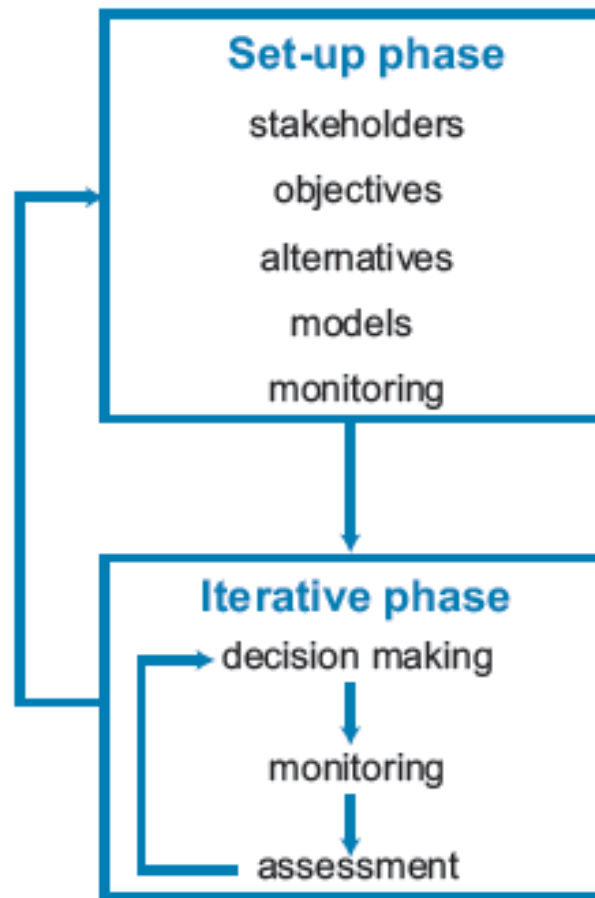 Set-up phase
stakeholders
objectives
alternatives
models
monitoring
Iterative phase
decision making
monitoring
assessment